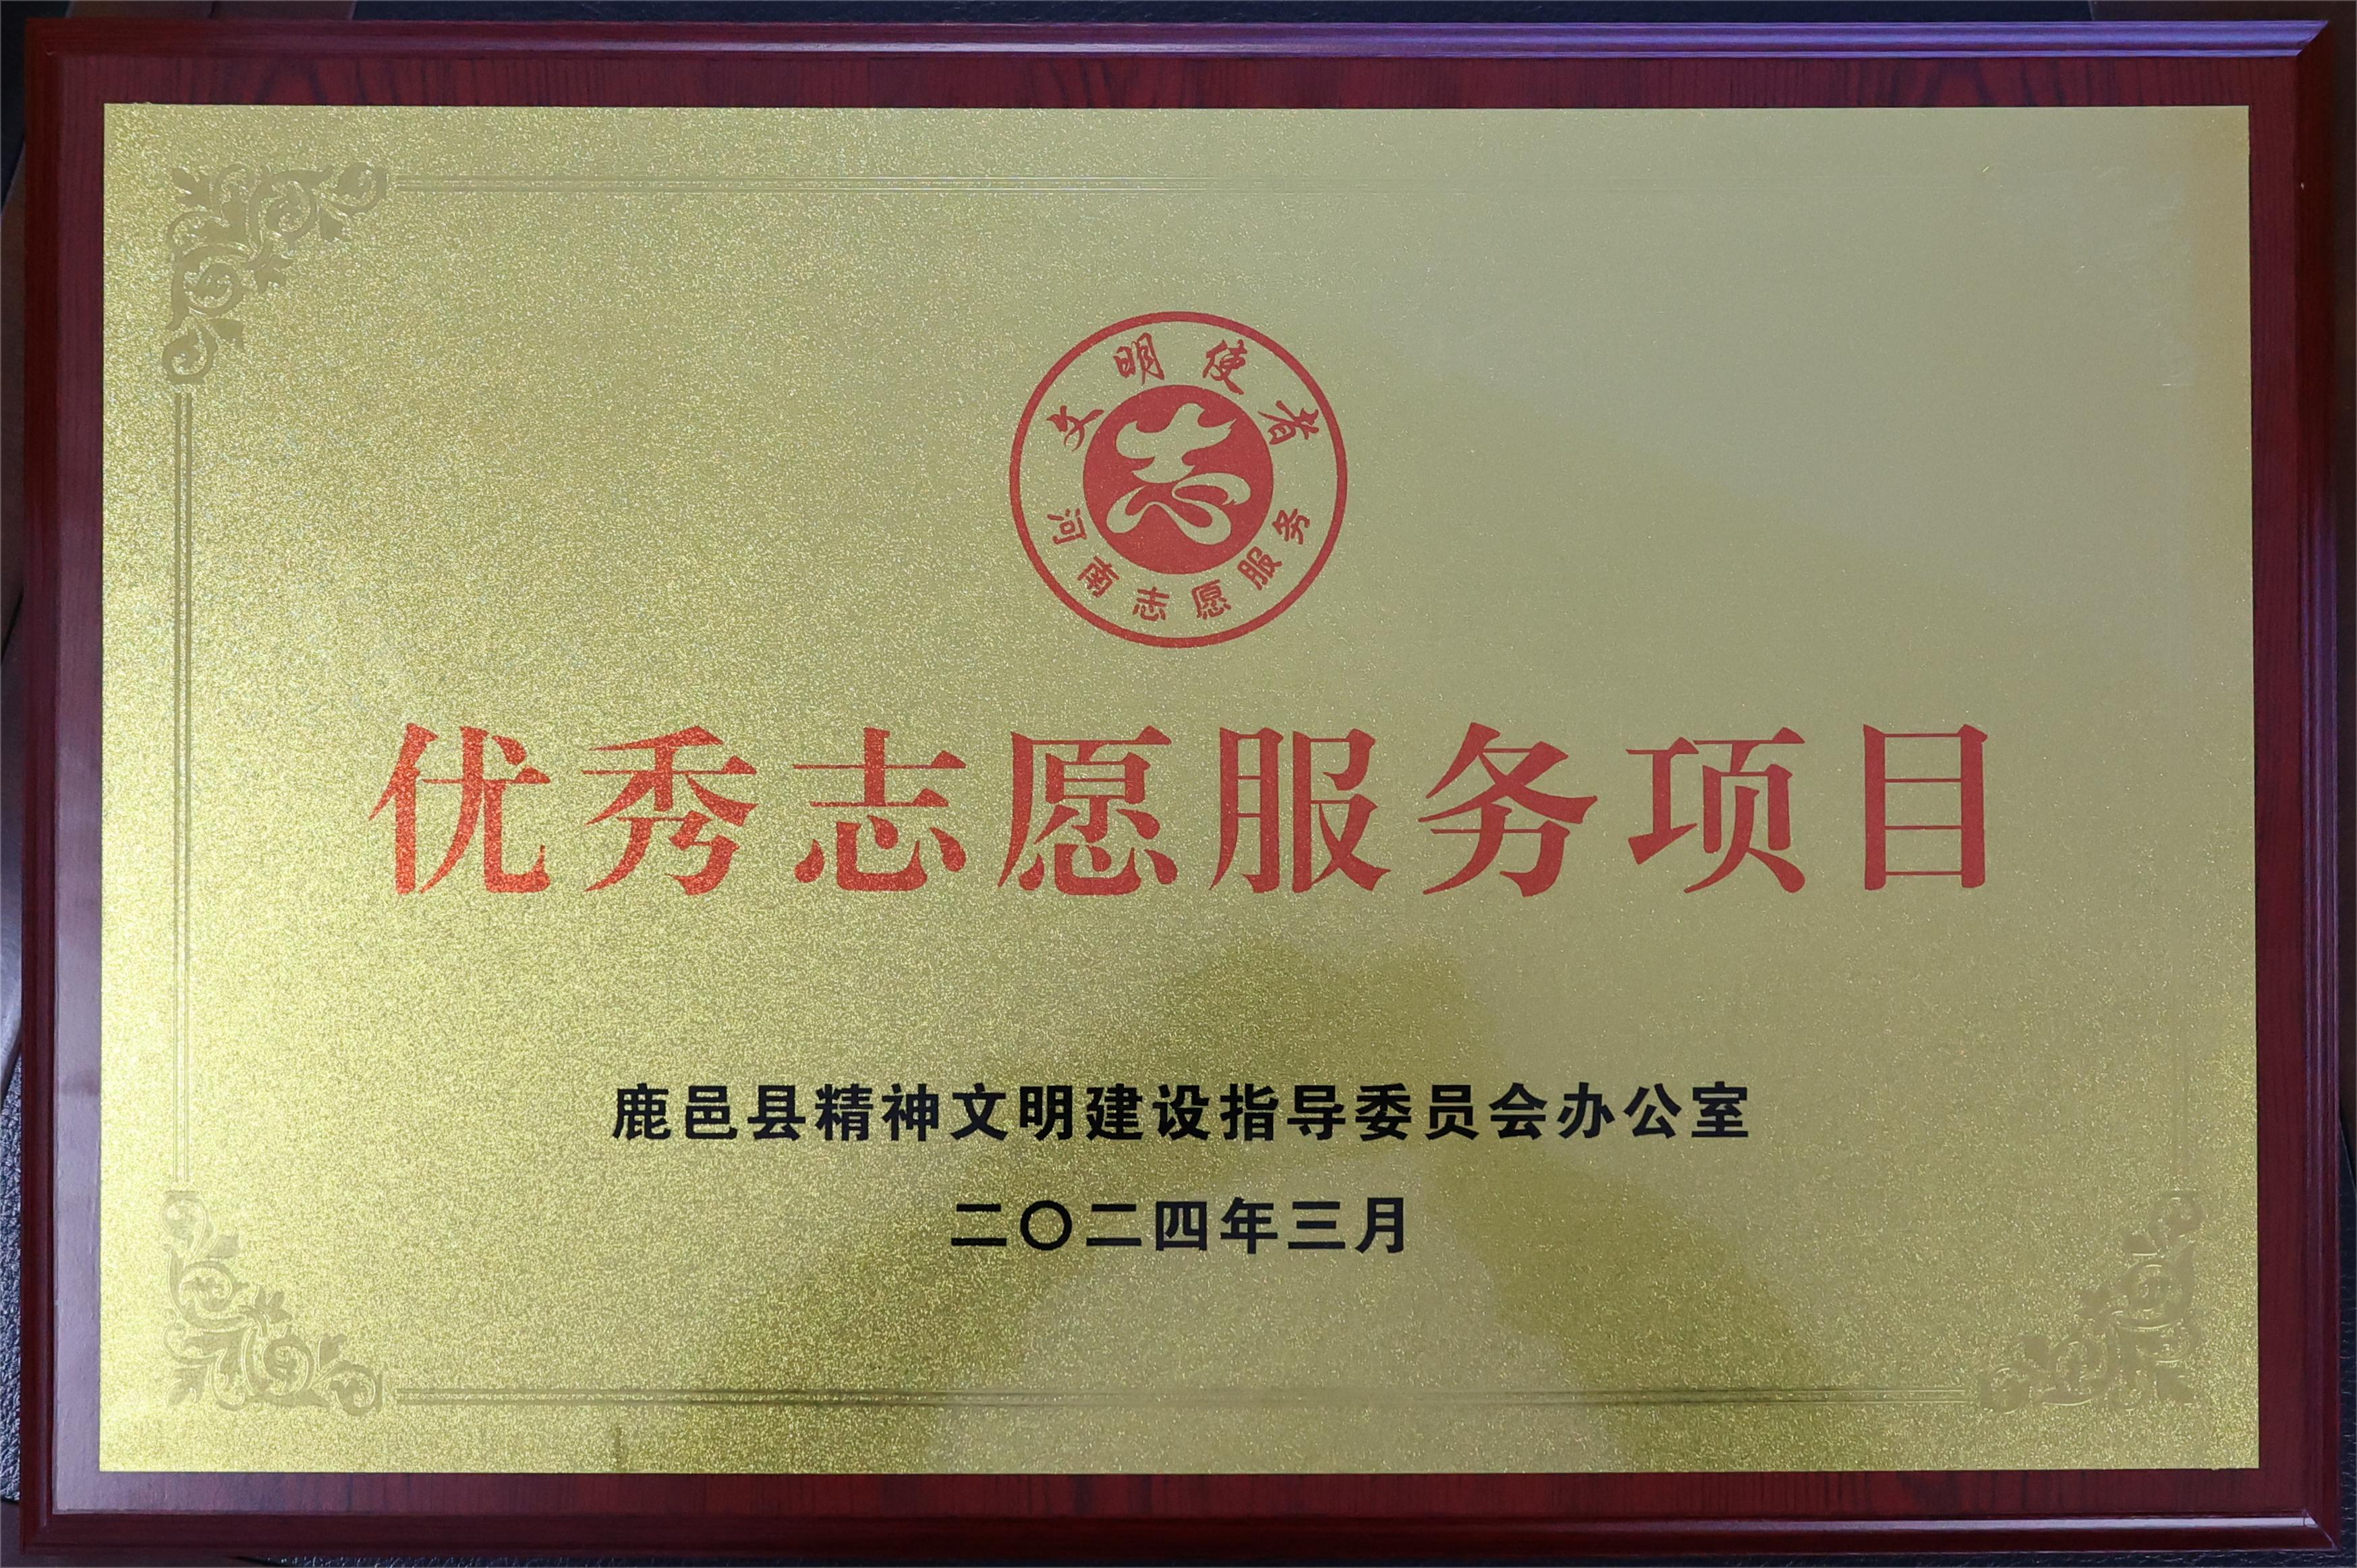 文明使者
河南志愿服务
优秀志愿服务项目
鹿邑县精神文明建设指导委员会办公室
二〇二四年三月